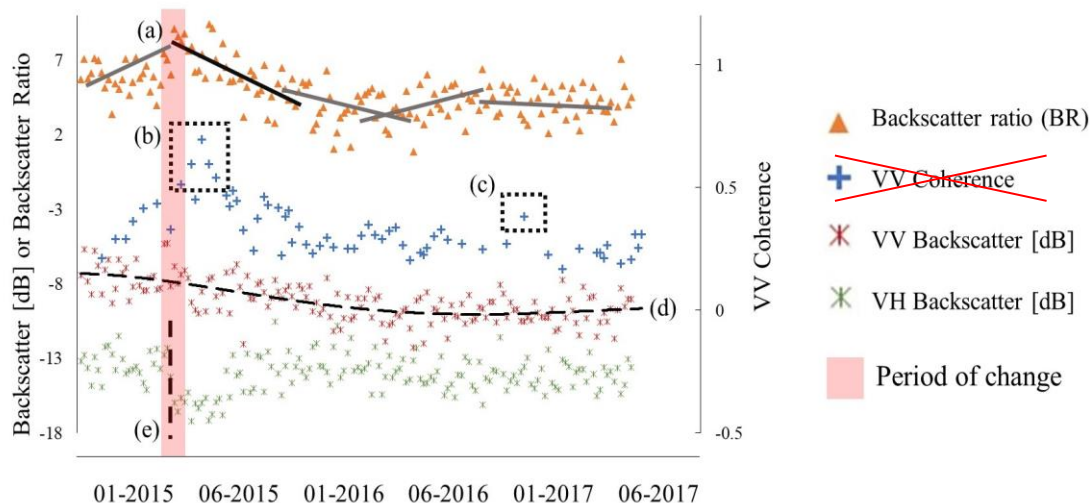 Backscatter [dB] or Backscatter Ratio
7
2
-3
-8
-13
-18
(a)
(b)
(c)
(d)
(e)
1
0.5
0
-0.5
VV Coherence
01-2015
06-2015
01-2016
06-2016
01-2017
06-2017
Backscatter ratio (BR)
VV Coherence
VV Backscatter [dB]
VH Backscatter [dB]
Period of change